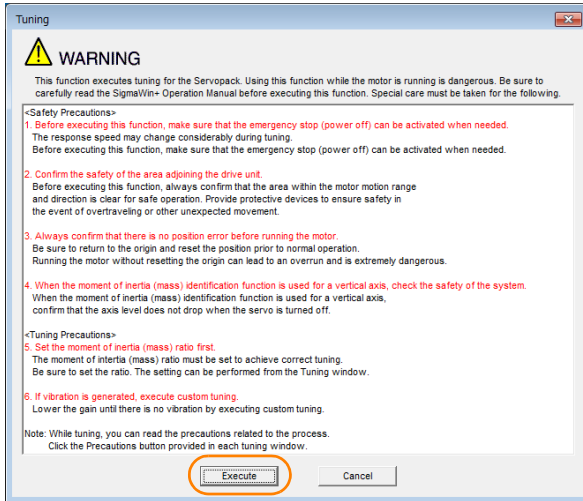 Tuning
WARNING
This function executes tuning for the Servopack. Using this function while the motor is running is dangerous. Be sure to
carefully read the SigmaWin+ Operation Manual before executing this function. Special care must be taken for the following.
<Safety Precautions>
1. Before executing this function, make sure that the emergency stop (power off) can be activated when needed.
The response speed may change considerably during tuning.
Before executing this function, make sure that the emergency stop (power off) can be activated when needed.
2. Confirm the safety of the area adjoining the drive unit.
Before executing this function, always confirm that the area within the motor motion range
and direction is clear for safe operation. Provide protective devices to ensure safety in
the event of overtraveling or other unexpected movement.
3. Always confirm that there is no position error before running the motor.
Be sure to return to the origin and reset the position prior to normal operation.
Running the motor without resetting the origin can lead to an overrun and is extremely dangerous.
4. When the moment of inertia (mass) identification function is used for a vertical axis, check the safety of the system.
When the moment of inertia (mass) identification function is used for a vertical axis,
confirm that the axis level does not drop when the servo is turned off.
<Tuning Precautions>
5. Set the moment of inertia (mass) ratio first.
The moment of intertia (mass) ratio must be set to achieve correct tuning.
Be sure to set the ratio. The setting can be performed from the Tuning window.
6. If vibration is generated, execute custom tuning.
Lower the gain until there is no vibration by executing custom tuning.
Note: While tuning, you can read the precautions related to the process.
Click the Precautions button provided in each tuning window.
Execute
Cancel